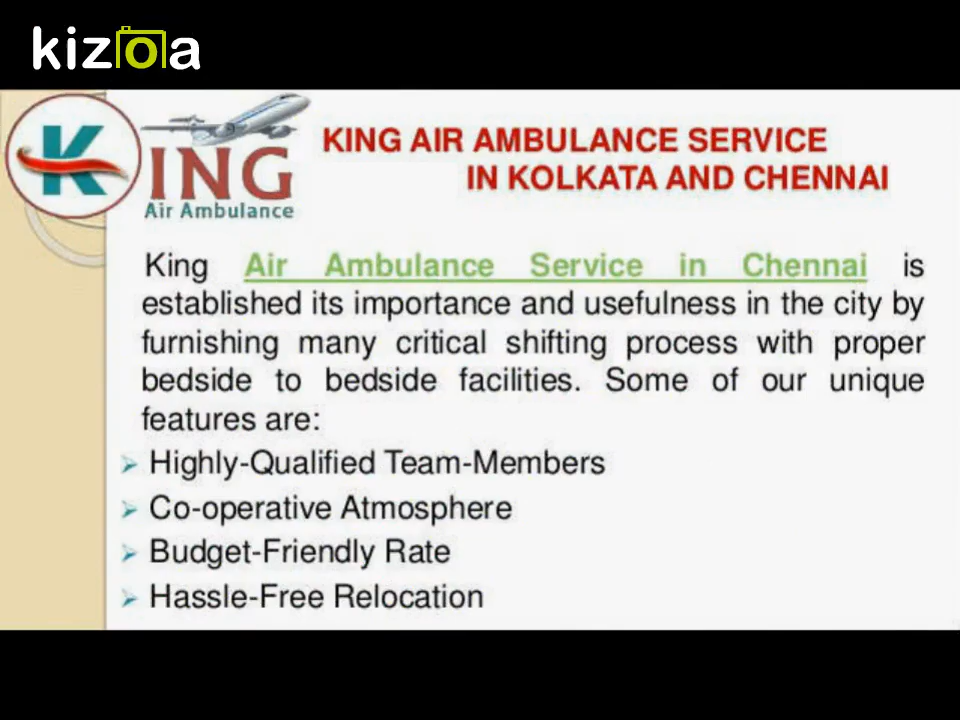 kizoa
KING
Air Ambulance
KING AIR AMBULANCE SERVICE
IN KOLKATA AND CHENNAI
King Air Ambulance Service in Chennai is
established its importance and usefulness in the city by
furnishing many critical shifting process with proper
bedside to bedside facilities. Some of our unique
features are:
➢ Highly-Qualified Team-Members
➢ Co-operative Atmosphere
➢ Budget-Friendly Rate
➢ Hassle-Free Relocation